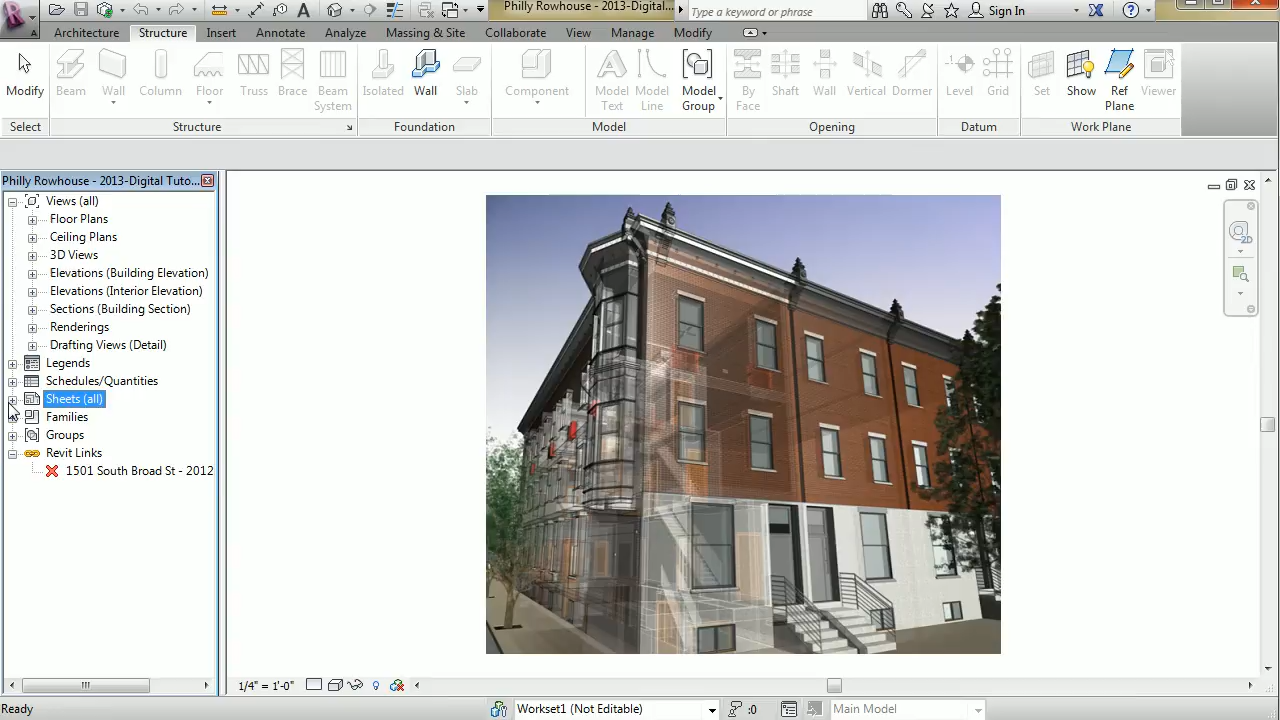 Philly Rowhouse - 2013-Digital...
Type a keyword or phrase
Sign In
Architecture Structure Insert Annotate Analyze Massing & Site Collaborate View Manage Modify
Modify
Beam Wall Column Floor Truss Brace Beam System
Isolated Wall Slab
Component Model Text Model Line Model Group
By Face Shaft Wall Vertical Dormer
Level Grid
Set Show Ref Plane Viewer
Select Structure Foundation Model Opening Datum Work Plane
Philly Rowhouse - 2013-Digital Tuto...
Views (all)
Floor Plans
Ceiling Plans
3D Views
Elevations (Building Elevation)
Elevations (Interior Elevation)
Sections (Building Section)
Renderings
Drafting Views (Detail)
Legends
Schedules/Quantities
Sheets (all)
Families
Groups
Revit Links
1501 South Broad St - 2012
2D
1/4" = 1'-0"
Ready
Workset1 (Not Editable)
:0
Main Model